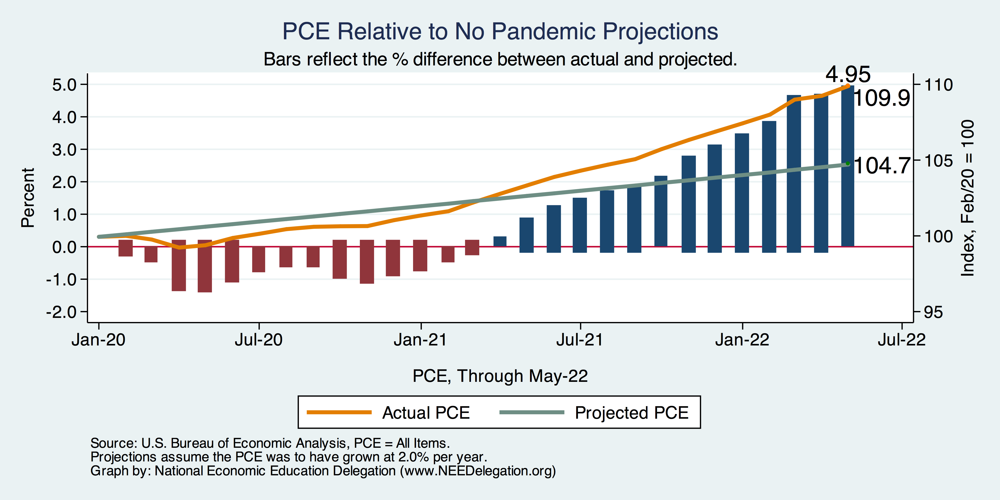 PCE Relative to No Pandemic Projections
Bars reflect the % difference between actual and projected.
4.95
109.9
104.7
5.0
4.0
3.0
2.0
1.0
0.0
-1.0
-2.0
Percent
110
105
100
95
Index, Feb/20 = 100
Jan-20
Jul-20
Jan-21
Jul-21
Jan-22
Jul-22
PCE, Through May-22
Actual PCE
Projected PCE
Source: U.S. Bureau of Economic Analysis, PCE = All Items.
Projections assume the PCE was to have grown at 2.0% per year.
Graph by: National Economic Education Delegation (www.NEEDelegation.org)